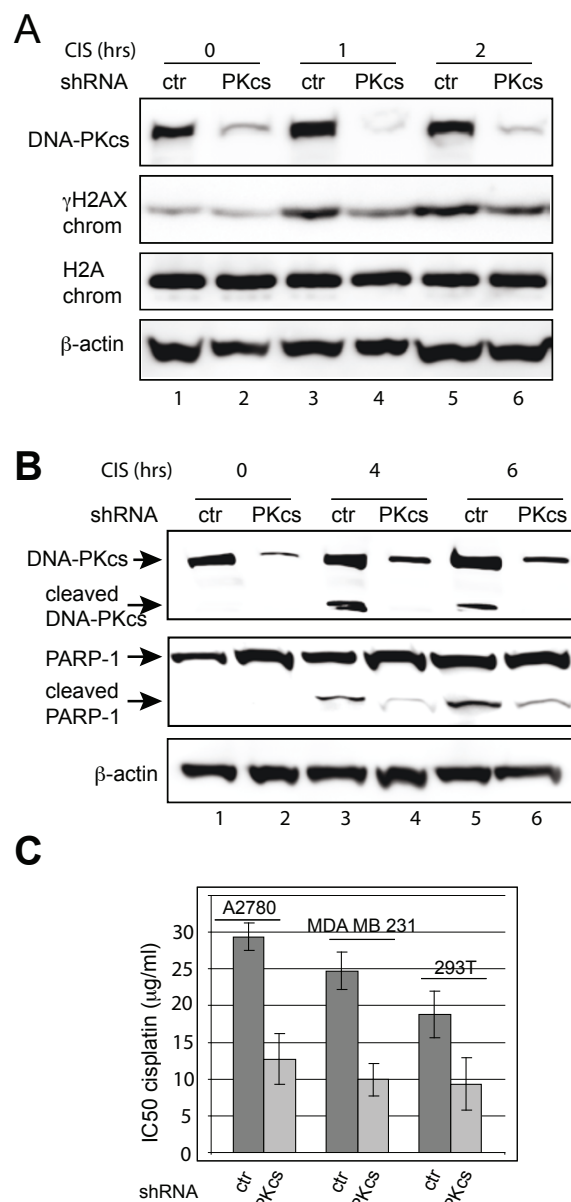 A
CIS (hrs) 0 1 2
shRNA ctr PKcs ctr PKcs ctr PKcs
DNA-PKcs
γH2AX
chrom
H2A
chrom
β-actin
1 2 3 4 5 6
B
CIS (hrs) 0 4 6
shRNA ctr PKcs ctr PKcs ctr PKcs
DNA-PKcs
cleaved
DNA-PKcs
PARP-1
cleaved
PARP-1
β-actin
1 2 3 4 5 6
C
A2780
MDA MB 231
293T
IC50 cisplatin (μg/ml)
30
25
20
15
10
5
0
shRNA ctr PKcs ctr PKcs ctr PKcs